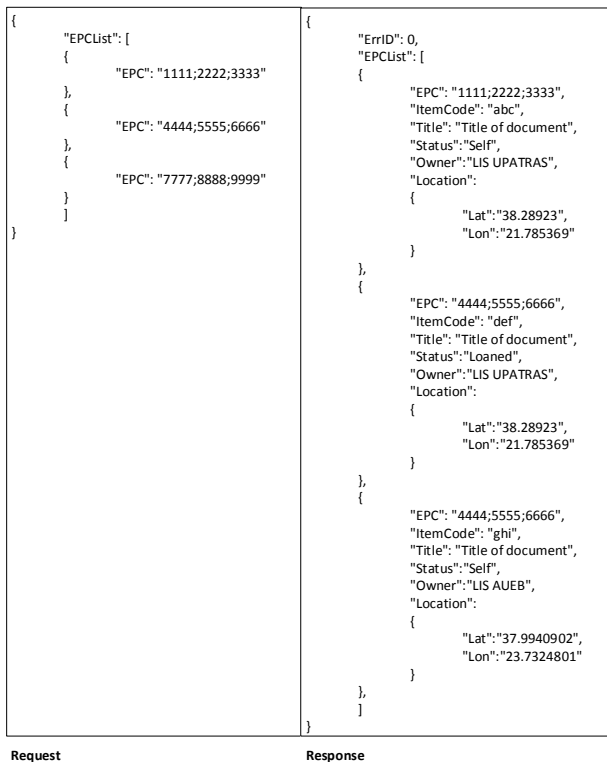 {
"EPCList": [
{
"EPC": "1111;2222;3333"
},
{
"EPC": "4444;5555;6666"
},
{
"EPC": "7777;8888;9999"
}
]
}
{
"ErrID": 0,
"EPCList": [
{
"EPC": "1111;2222;3333",
"ItemCode": "abc",
"Title": "Title of document",
"Status":"Self",
"Owner":"LIS UPATRAS",
"Location":
{
"Lat":"38.28923",
"Lon":"21.785369"
}
},
{
"EPC": "4444;5555;6666",
"ItemCode": "def",
"Title": "Title of document",
"Status":"Loaned",
"Owner":"LIS UPATRAS",
"Location":
{
"Lat":"38.28923",
"Lon":"21.785369"
}
},
{
"EPC": "4444;5555;6666",
"ItemCode": "ghi",
"Title": "Title of document",
"Status":"Self",
"Owner":"LIS AUEB",
"Location":
{
"Lat":"37.9940902",
"Lon":"23.7324801"
}
},
]
}
Request
Response